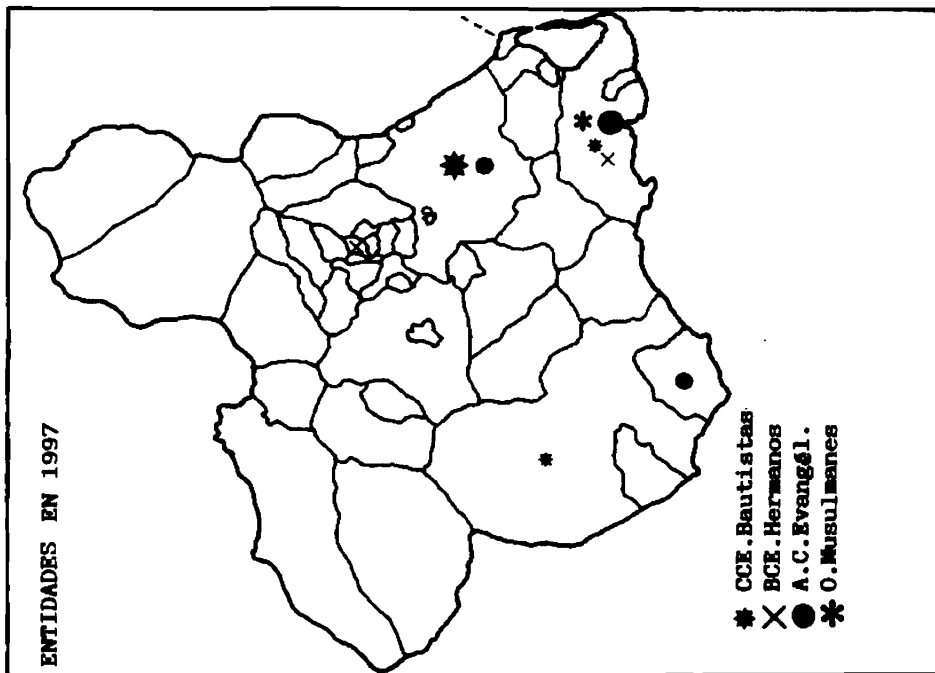 ENTIDADES EN 1997
CCE.Bautistas
BCE.Hermanos
A.C.Evangél.
O.Musulmanes